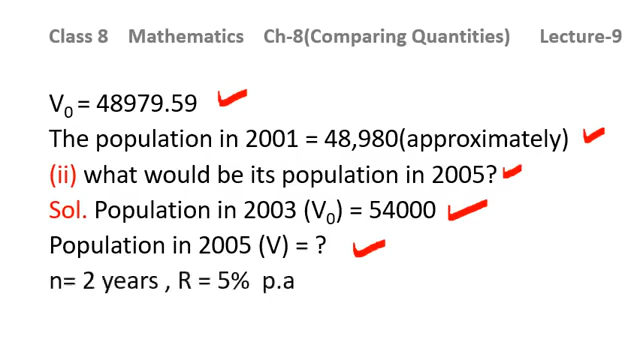 Class 8 Mathematics Ch-8(Comparing Quantities) Lecture-9
V₀ = 48979.59
The population in 2001 = 48,980(approximately)
(ii) what would be its population in 2005?
Sol. Population in 2003 (V₀) = 54000
Population in 2005 (V) = ?
n= 2 years , R = 5% p.a